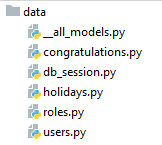 data
__all_models.py
congratulations.py
db_session.py
holidays.py
roles.py
users.py